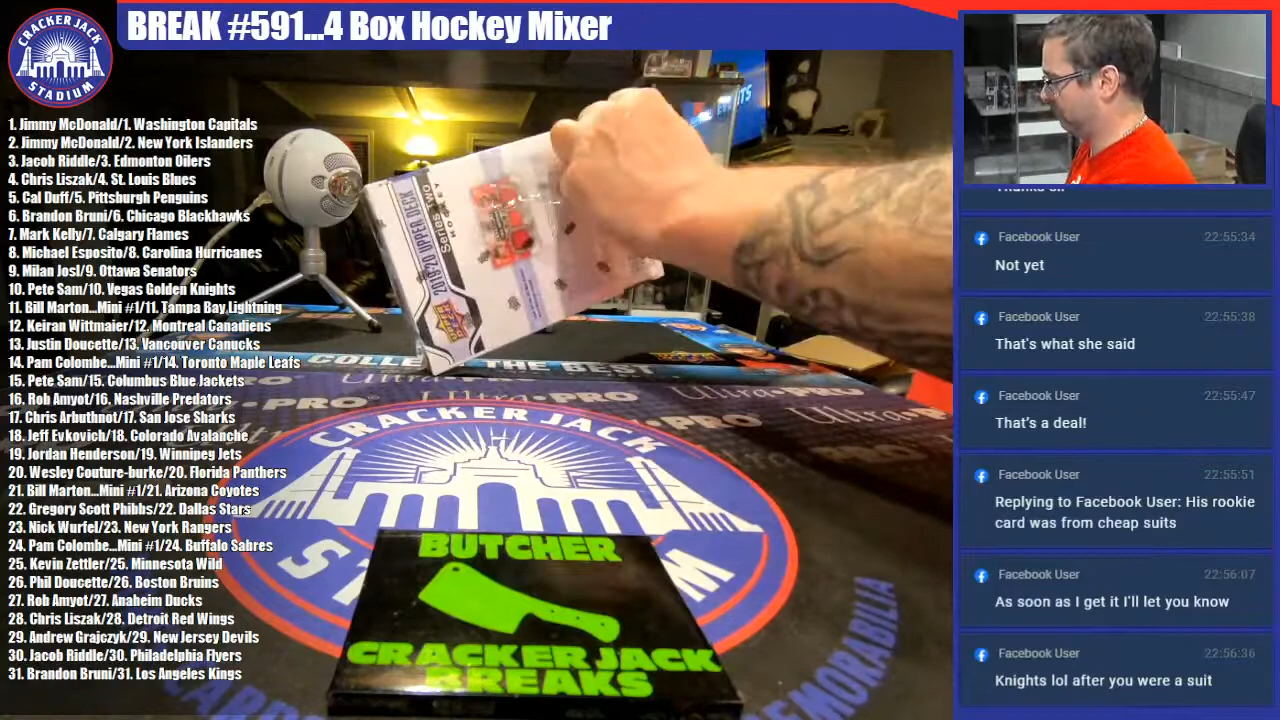 BREAK #591...4 Box Hockey Mixer
CRACKER JACK
STADIUM
1. Jimmy McDonald/1. Washington Capitals
2. Jimmy McDonald/2. New York Islanders
3. Jacob Riddle/3. Edmonton Oilers
4. Chris Liszak/4. St. Louis Blues
5. Cal Duff/5. Pittsburgh Penguins
6. Brandon Bruni/6. Chicago Blackhawks
7. Mark Kelly/7. Calgary Flames
8. Michael Esposito/8. Carolina Hurricanes
9. Milan Josl/9. Ottawa Senators
10. Pete Sam/10. Vegas Golden Knights
11. Bill Marton...Mini #1/11. Tampa Bay Lightning
12. Keiran Wittmaier/12. Montreal Canadiens
13. Justin Doucette/13. Vancouver Canucks
14. Pam Colombe...Mini #1/14. Toronto Maple Leafs
15. Pete Sam/15. Columbus Blue Jackets
16. Rob Amyot/16. Nashville Predators
17. Chris Arbuthnot/17. San Jose Sharks
18. Jeff Evkovich/18. Colorado Avalanche
19. Jordan Henderson/19. Winnipeg Jets
20. Wesley Couture-burke/20. Florida Panthers
21. Bill Marton...Mini #1/21. Arizona Coyotes
22. Gregory Scott Phibbs/22. Dallas Stars
23. Nick Wurfel/23. New York Rangers
24. Pam Colombe...Mini #1/24. Buffalo Sabres
25. Kevin Zettler/25. Minnesota Wild
26. Phil Doucette/26. Boston Bruins
27. Rob Amyot/27. Anaheim Ducks
28. Chris Liszak/28. Detroit Red Wings
29. Andrew Grajczyk/29. New Jersey Devils
30. Jacob Riddle/30. Philadelphia Flyers
31. Brandon Bruni/31. Los Angeles Kings
2019-20 UPPER DECK
Series Two
HOCKEY
UPPER DECK
COLLECT THE BEST
Ultra•PRO
Ultra•PRO
Ultra•PRO
CRACKER JACK
MEMORABILIA
BUTCHER
CRACKER JACK
BREAKS
Facebook User 22:55:34
Not yet
Facebook User 22:55:38
That's what she said
Facebook User 22:55:47
That's a deal!
Facebook User 22:55:51
Replying to Facebook User: His rookie
card was from cheap suits
Facebook User 22:56:07
As soon as I get it I'll let you know
Facebook User 22:56:36
Knights lol after you were a suit